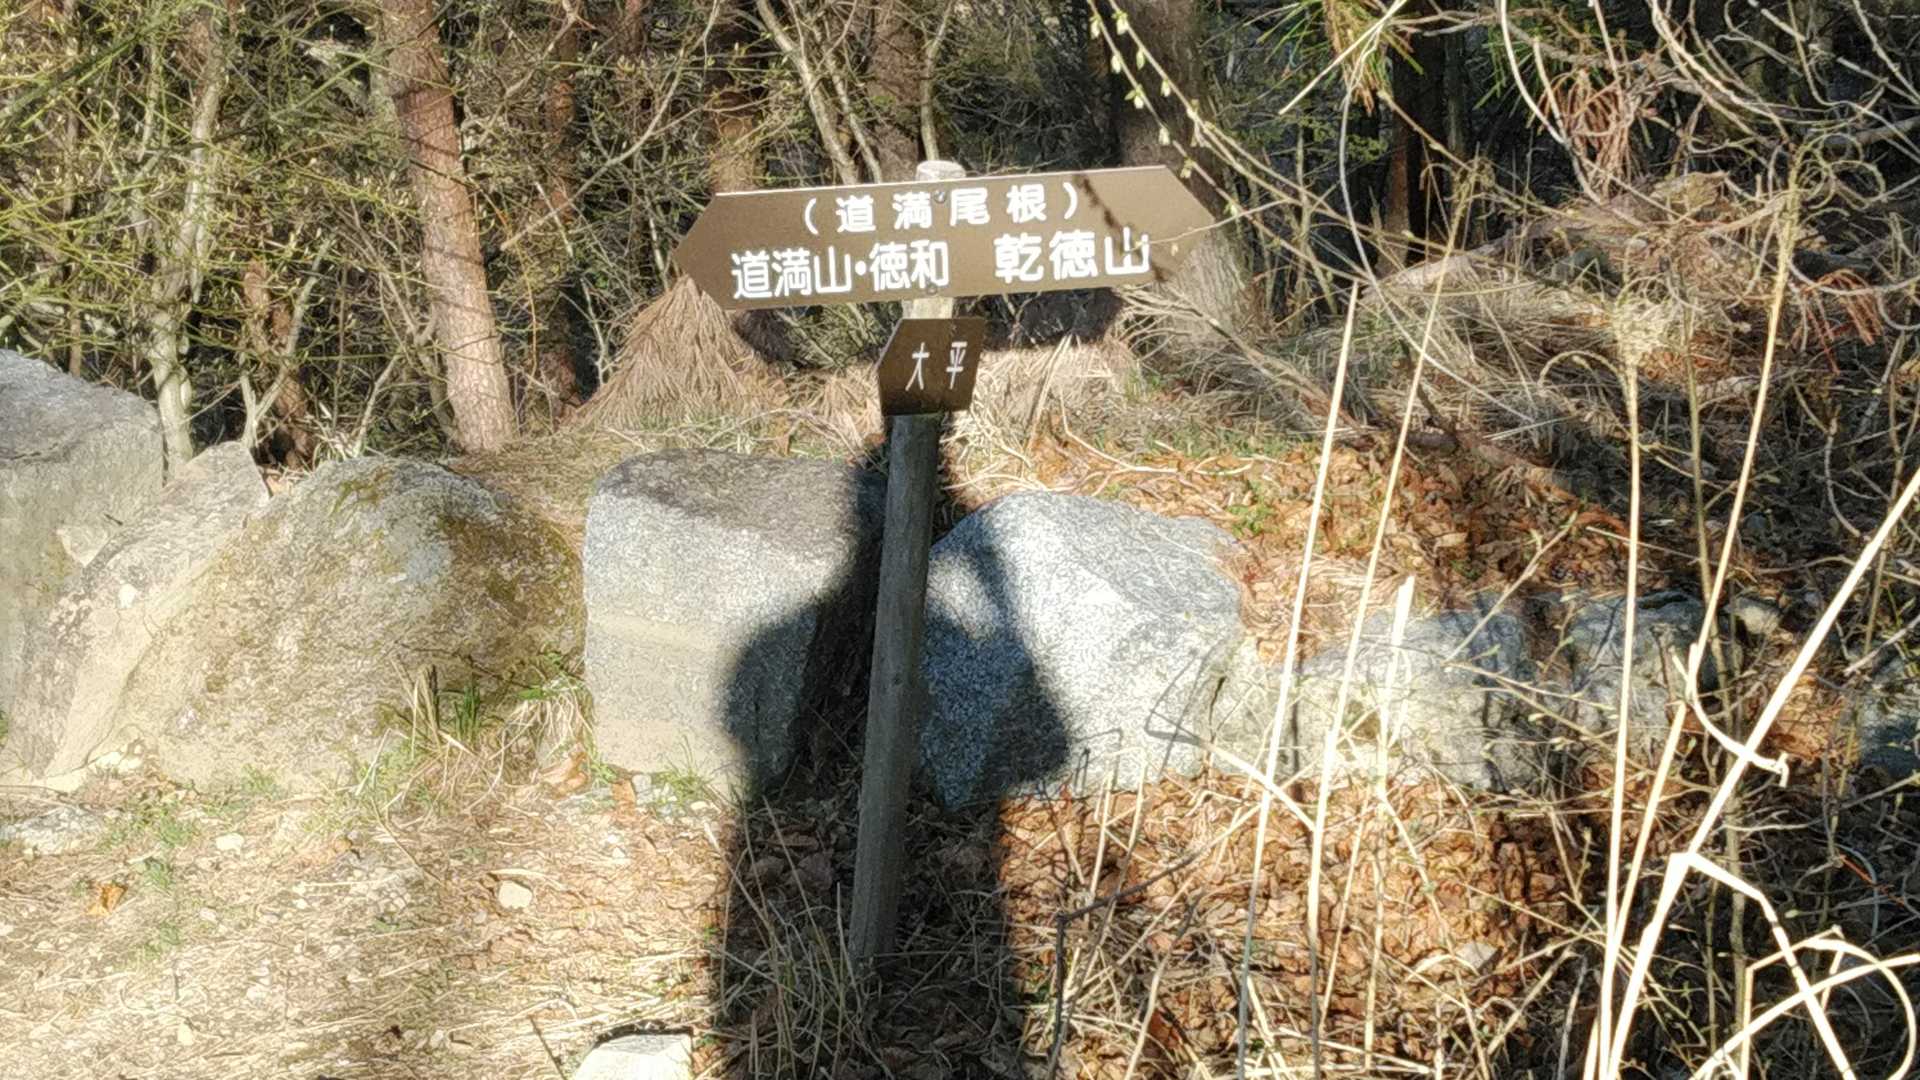 （道満尾根）
道満山・徳和 乾徳山
大平